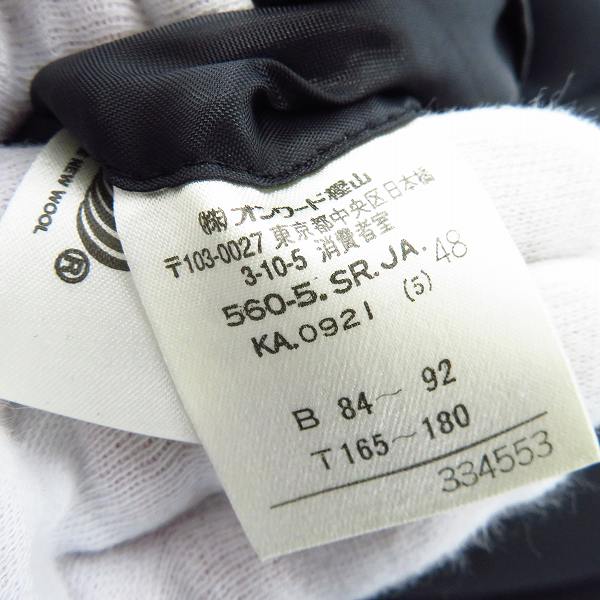 (株)オンワード樫山
〒103-0027 東京都中央区日本橋
3-10-5 消費者室
560-5.SR.JA. 48
KA.0921 (5)
B 84～ 92
T 165～180
334553
NEW WOOL
®